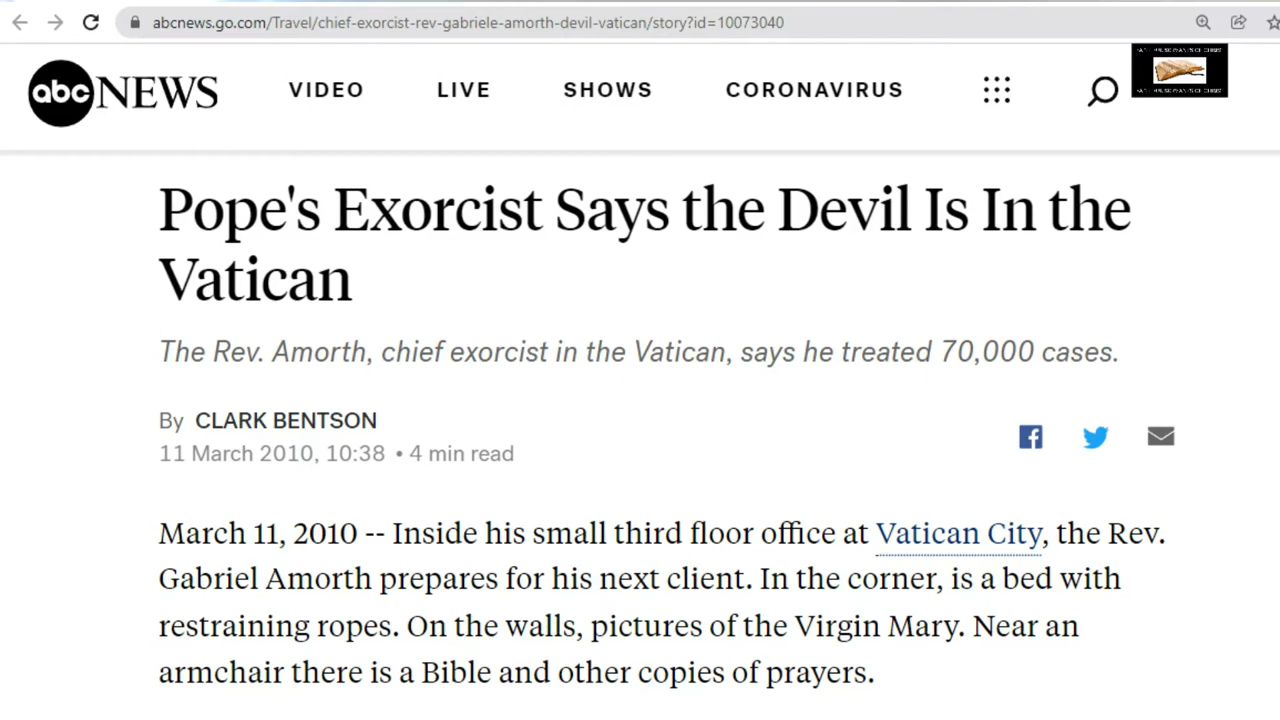 abcnews.go.com/Travel/chief-exorcist-rev-gabriele-amorth-devil-vatican/story?id=10073040
abc NEWS
VIDEO
LIVE
SHOWS
CORONAVIRUS
Pope's Exorcist Says the Devil Is In the
Vatican
The Rev. Amorth, chief exorcist in the Vatican, says he treated 70,000 cases.
By CLARK BENTSON
11 March 2010, 10:38 • 4 min read
March 11, 2010 -- Inside his small third floor office at Vatican City, the Rev.
Gabriel Amorth prepares for his next client. In the corner, is a bed with
restraining ropes. On the walls, pictures of the Virgin Mary. Near an
armchair there is a Bible and other copies of prayers.